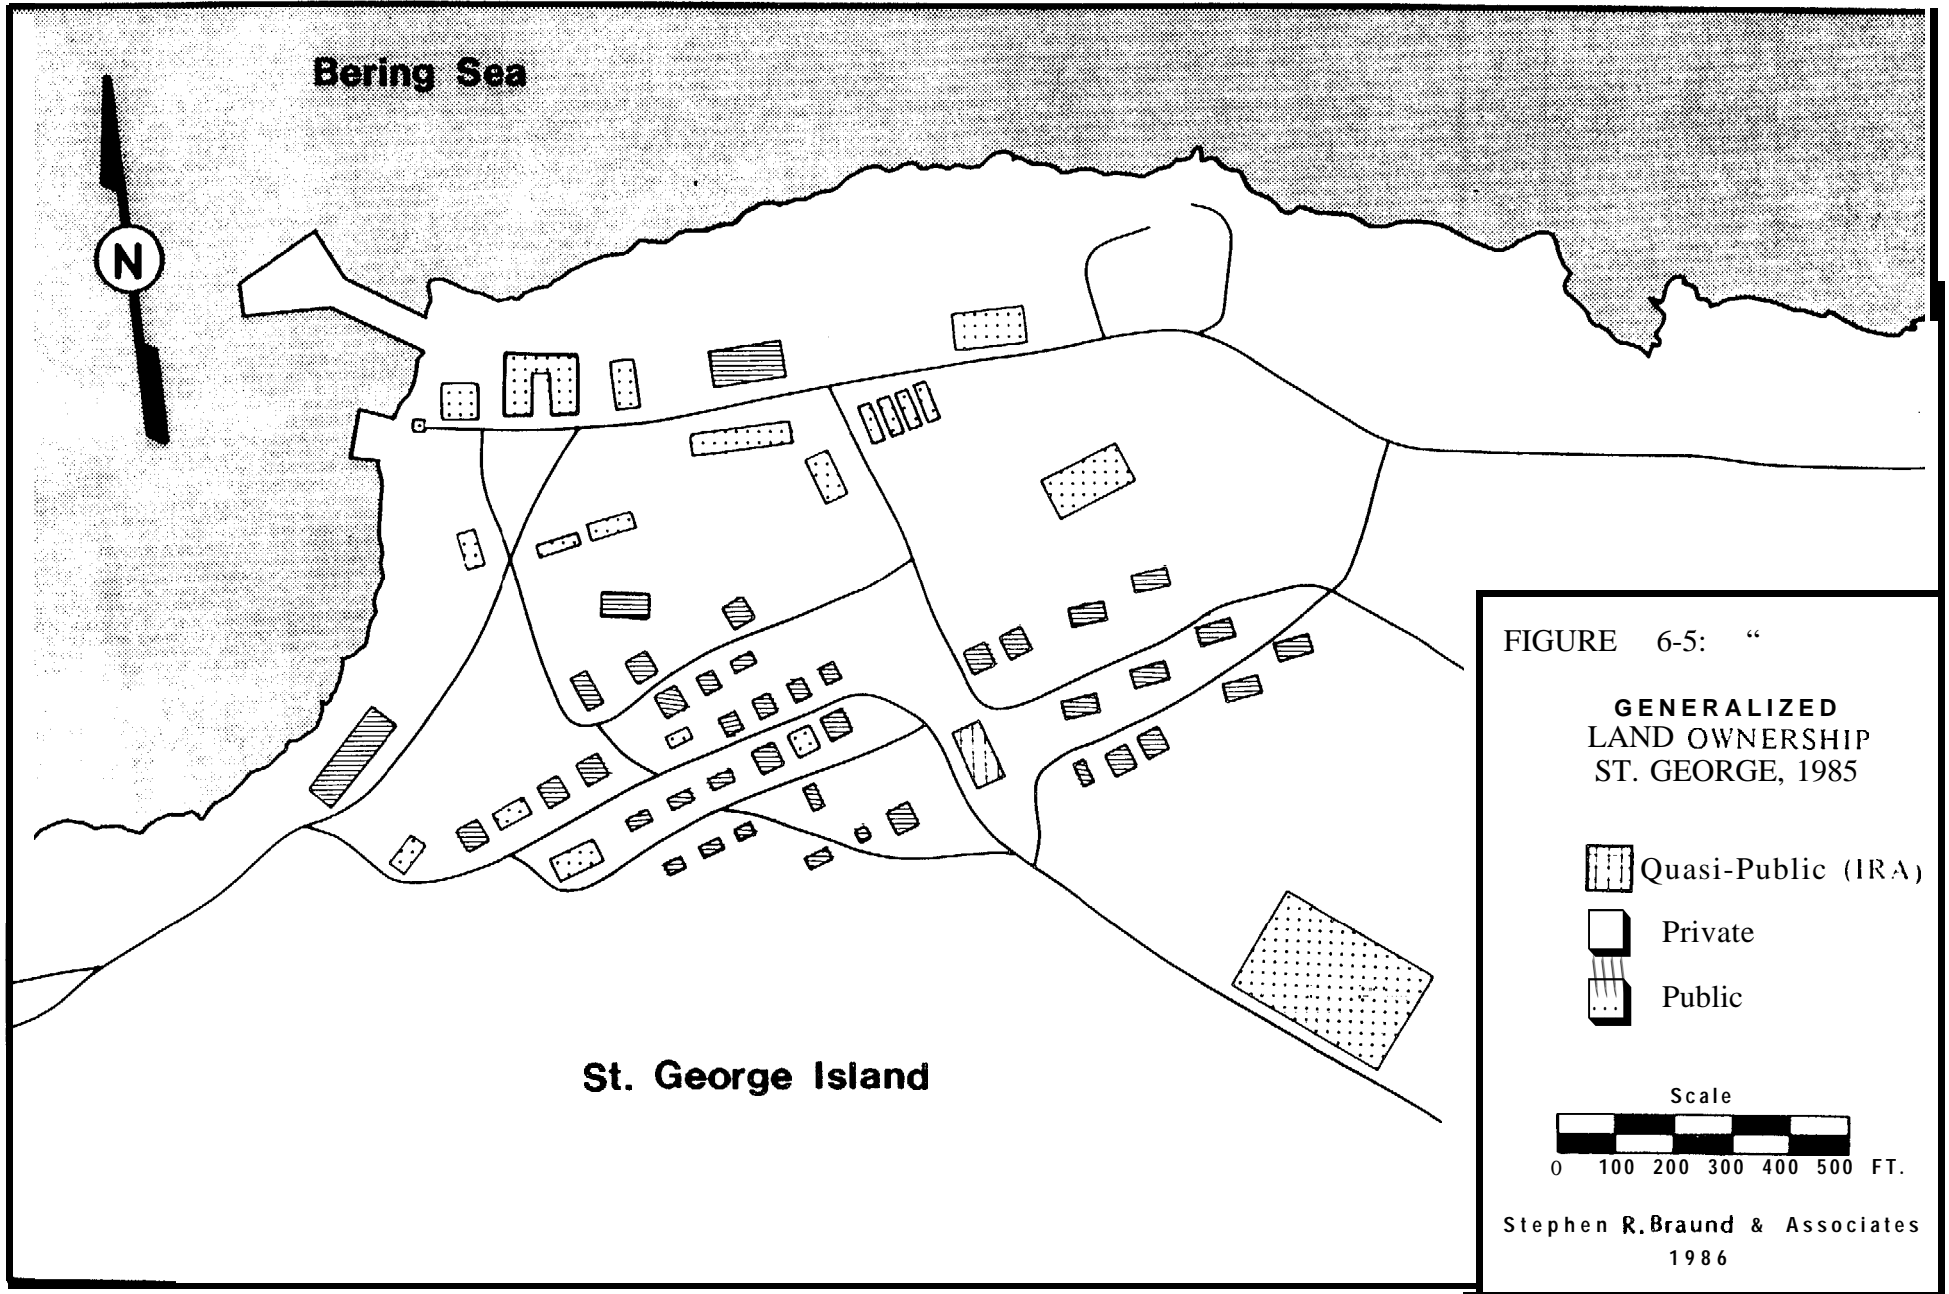 Bering Sea
N
St. George Island
FIGURE 6-5: “
GENERALIZED
LAND OWNERSHIP
ST. GEORGE, 1985
Quasi-Public (IRA)
Private
Public
Scale
0 100 200 300 400 500 FT.
Stephen R. Braund & Associates
1986